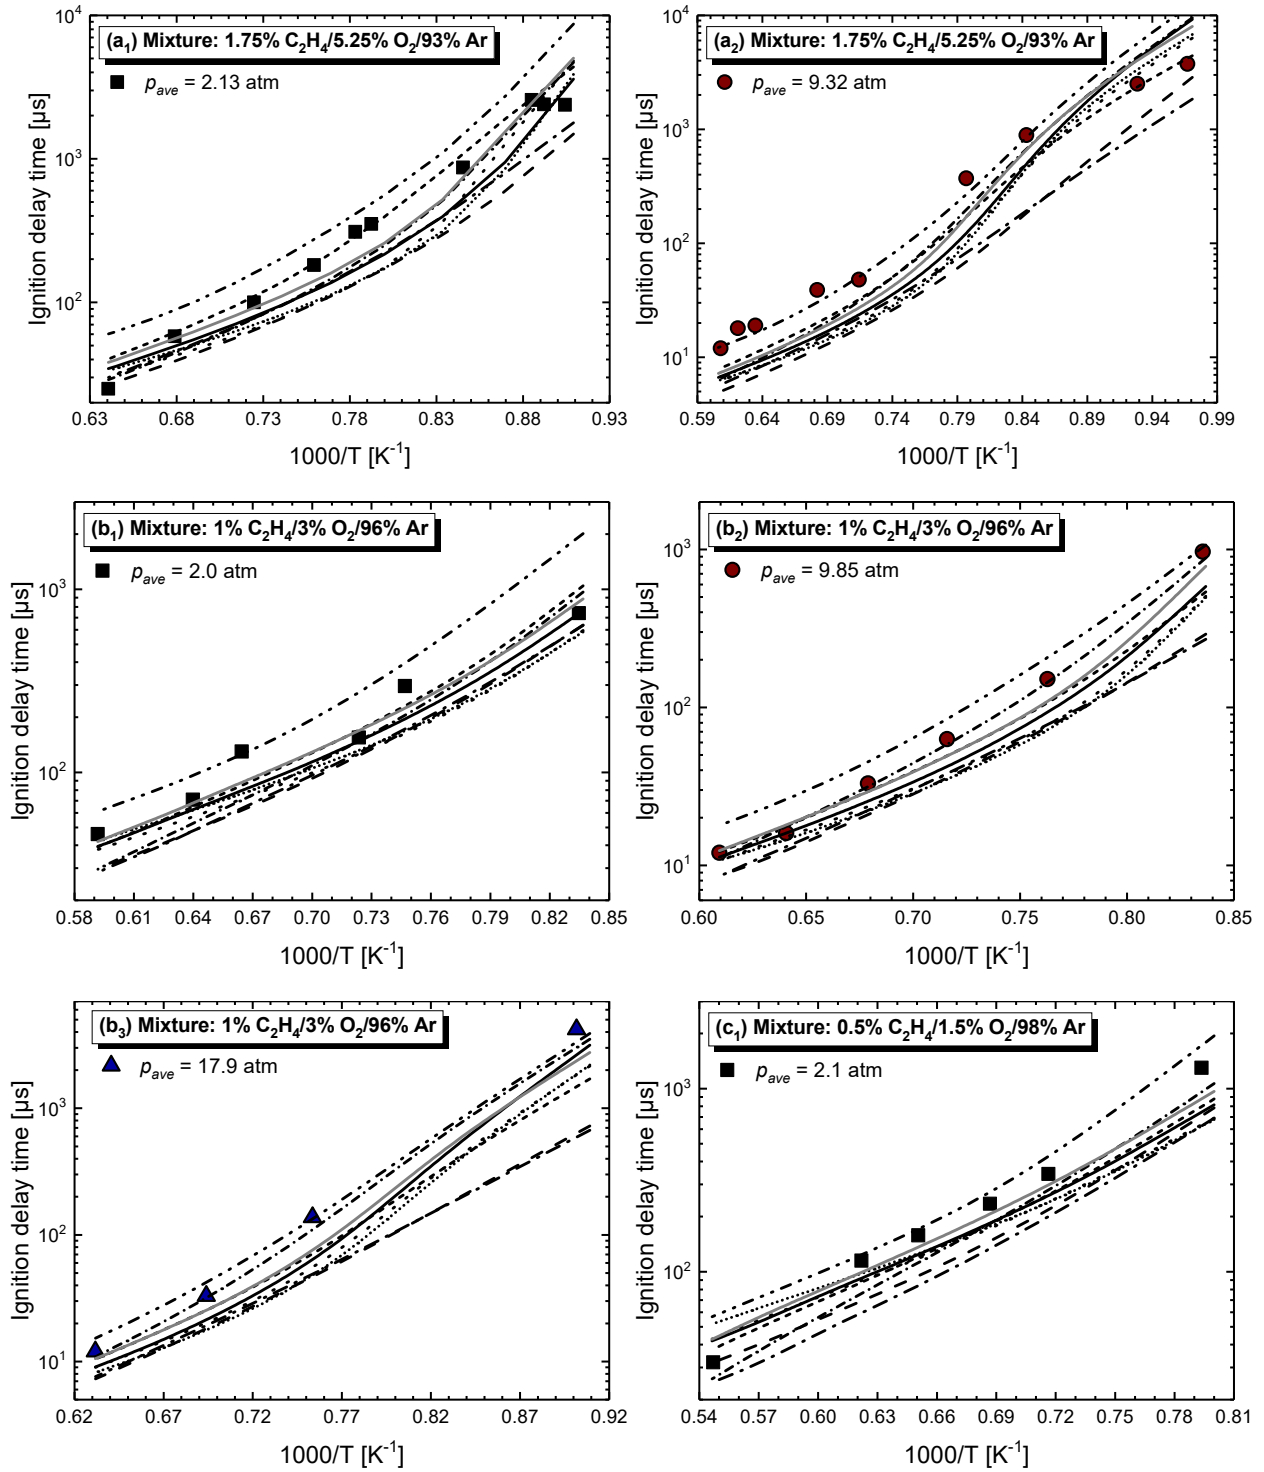 (a₁) Mixture: 1.75% C₂H₄/5.25% O₂/93% Ar
p_ave = 2.13 atm
10⁴
10³
10²
Ignition delay time [μs]
0.63 0.68 0.73 0.78 0.83 0.88 0.93
1000/T [K⁻¹]
(a₂) Mixture: 1.75% C₂H₄/5.25% O₂/93% Ar
p_ave = 9.32 atm
10⁴
10³
10²
10¹
Ignition delay time [μs]
0.59 0.64 0.69 0.74 0.79 0.84 0.89 0.94 0.99
1000/T [K⁻¹]
(b₁) Mixture: 1% C₂H₄/3% O₂/96% Ar
p_ave = 2.0 atm
10³
10²
Ignition delay time [μs]
0.58 0.61 0.64 0.67 0.70 0.73 0.76 0.79 0.82 0.85
1000/T [K⁻¹]
(b₂) Mixture: 1% C₂H₄/3% O₂/96% Ar
p_ave = 9.85 atm
10³
10²
10¹
Ignition delay time [μs]
0.60 0.65 0.70 0.75 0.80 0.85
1000/T [K⁻¹]
(b₃) Mixture: 1% C₂H₄/3% O₂/96% Ar
p_ave = 17.9 atm
10³
10²
10¹
Ignition delay time [μs]
0.62 0.67 0.72 0.77 0.82 0.87 0.92
1000/T [K⁻¹]
(c₁) Mixture: 0.5% C₂H₄/1.5% O₂/98% Ar
p_ave = 2.1 atm
10³
10²
Ignition delay time [μs]
0.54 0.57 0.60 0.63 0.66 0.69 0.72 0.75 0.78 0.81
1000/T [K⁻¹]